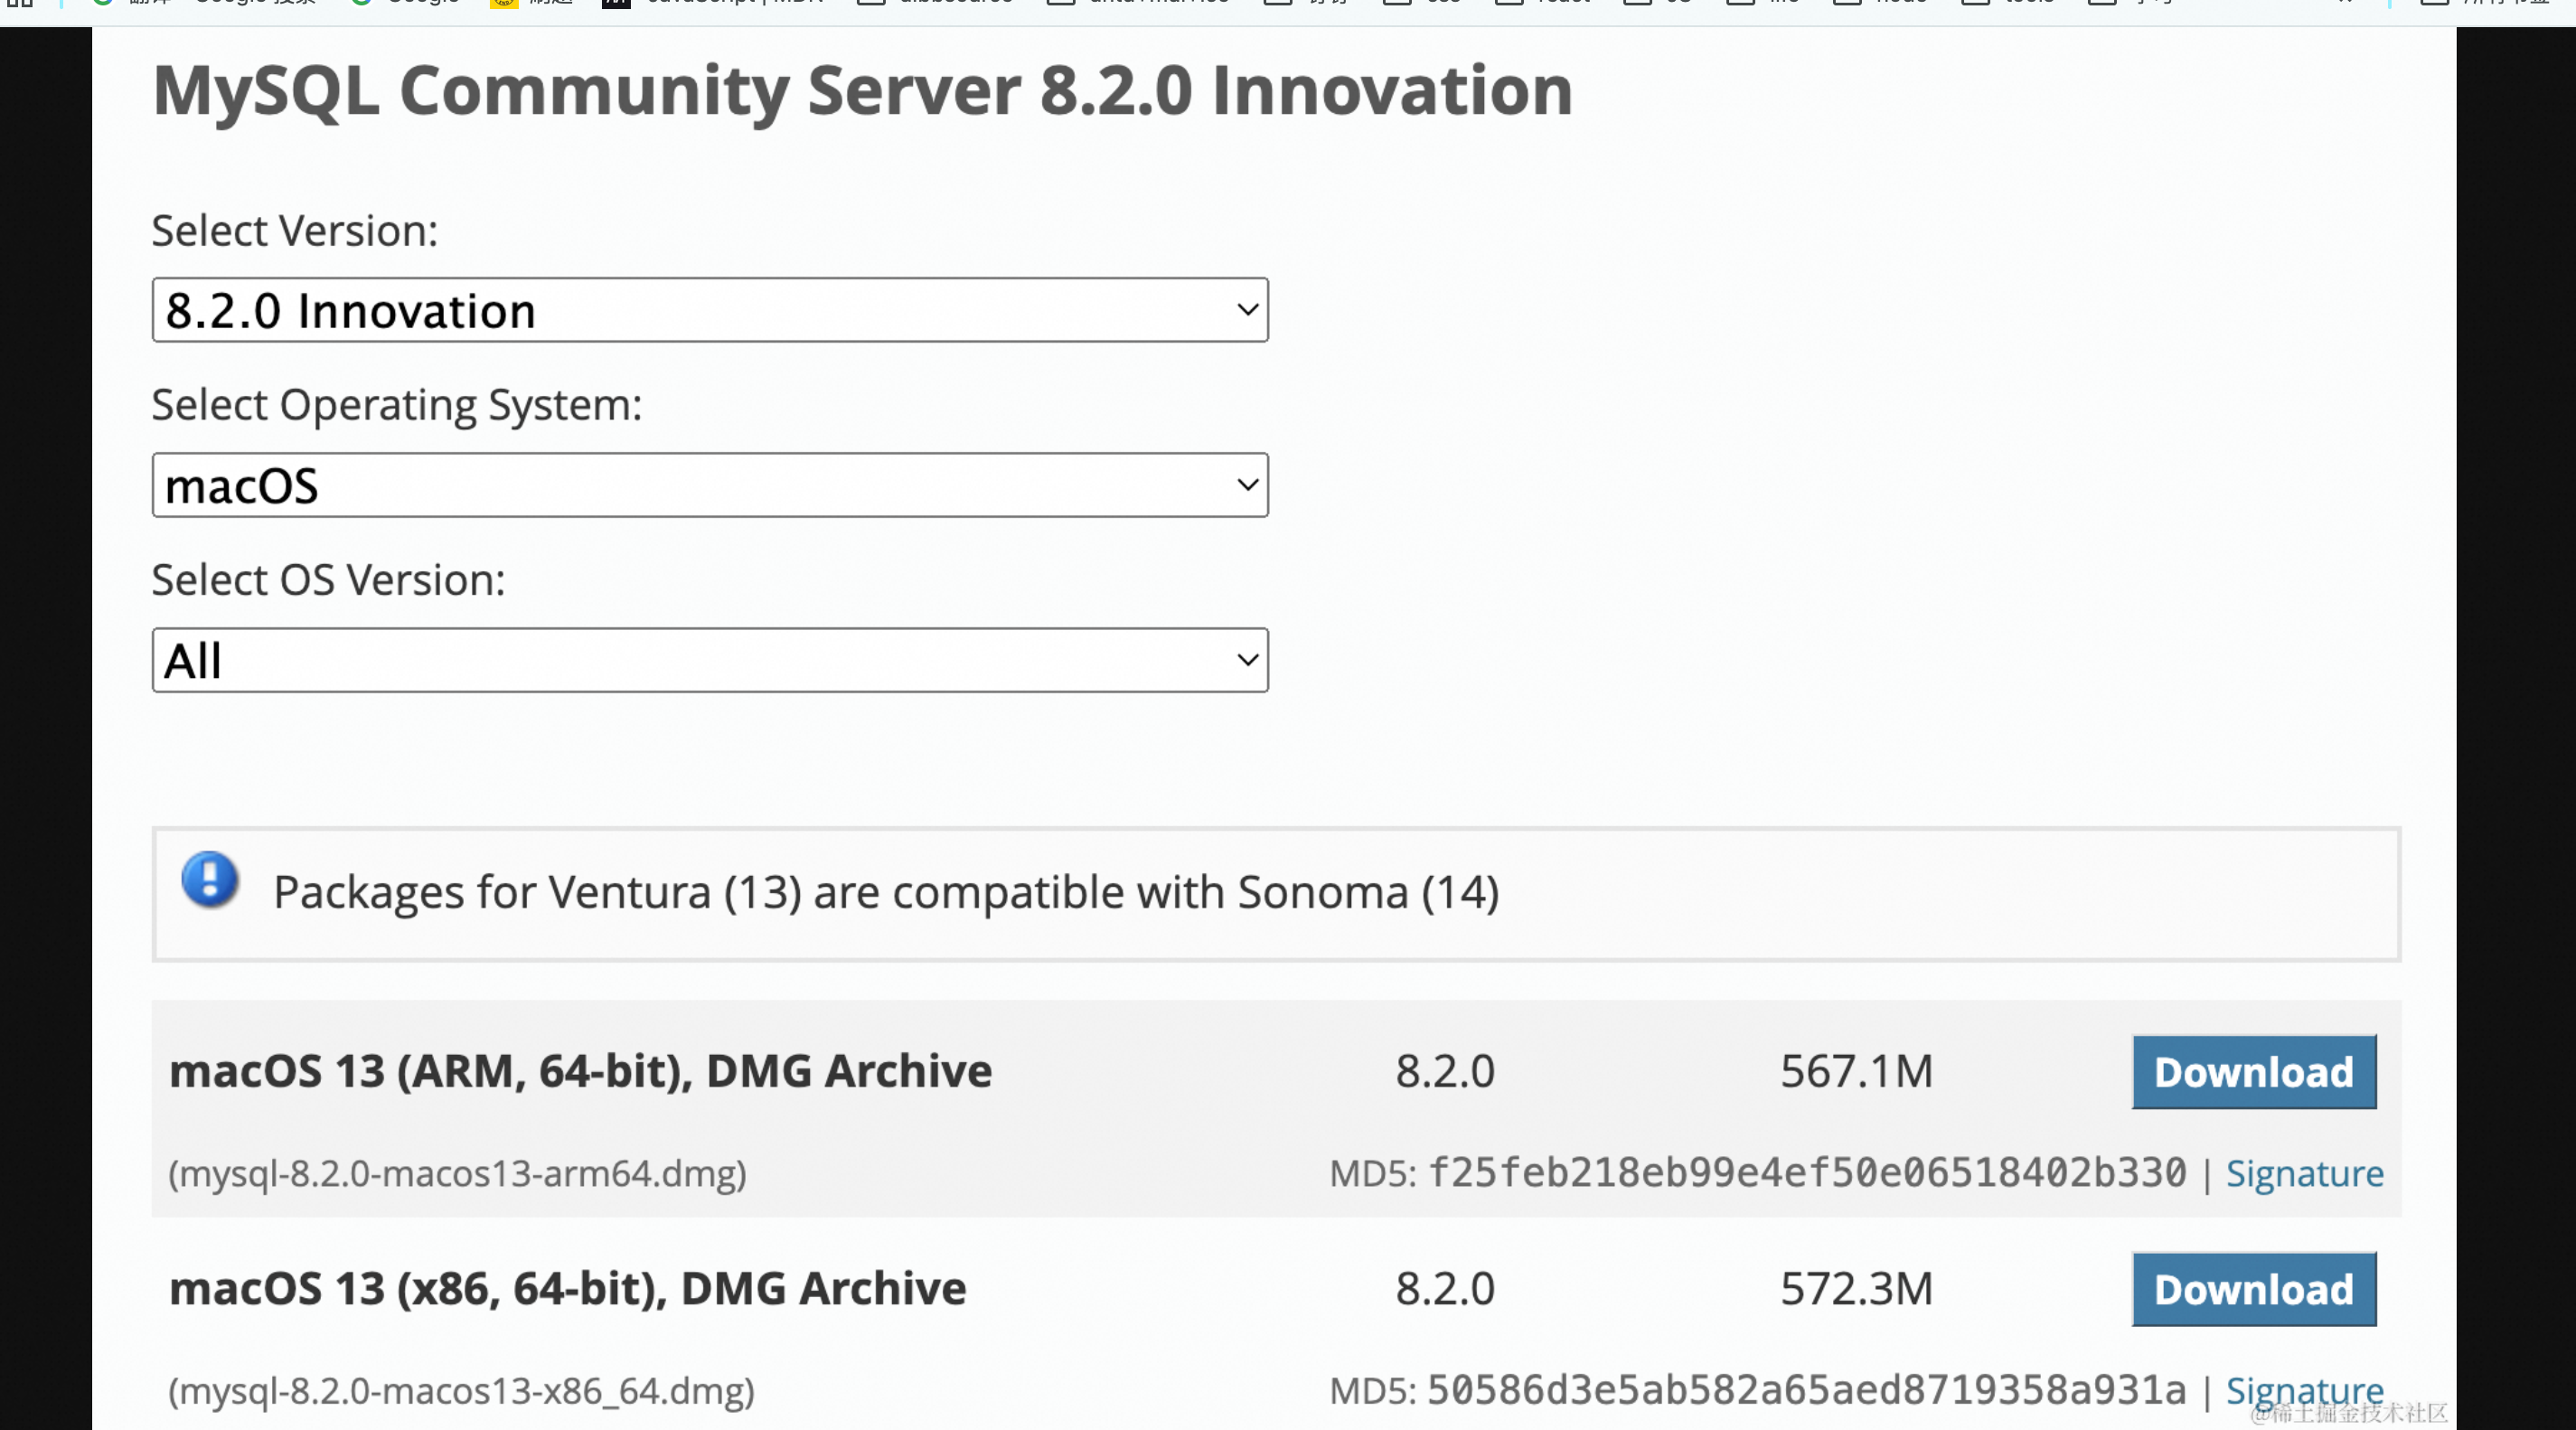 MySQL Community Server 8.2.0 Innovation
Select Version:
8.2.0 Innovation
Select Operating System:
macOS
Select OS Version:
All
Packages for Ventura (13) are compatible with Sonoma (14)
macOS 13 (ARM, 64-bit), DMG Archive 8.2.0 567.1M Download
(mysql-8.2.0-macos13-arm64.dmg) MD5: f25feb218eb99e4ef50e06518402b330 | Signature
macOS 13 (x86, 64-bit), DMG Archive 8.2.0 572.3M Download
(mysql-8.2.0-macos13-x86_64.dmg) MD5: 50586d3e5ab582a65aed8719358a931a | Signature
@稀土掘金技术社区